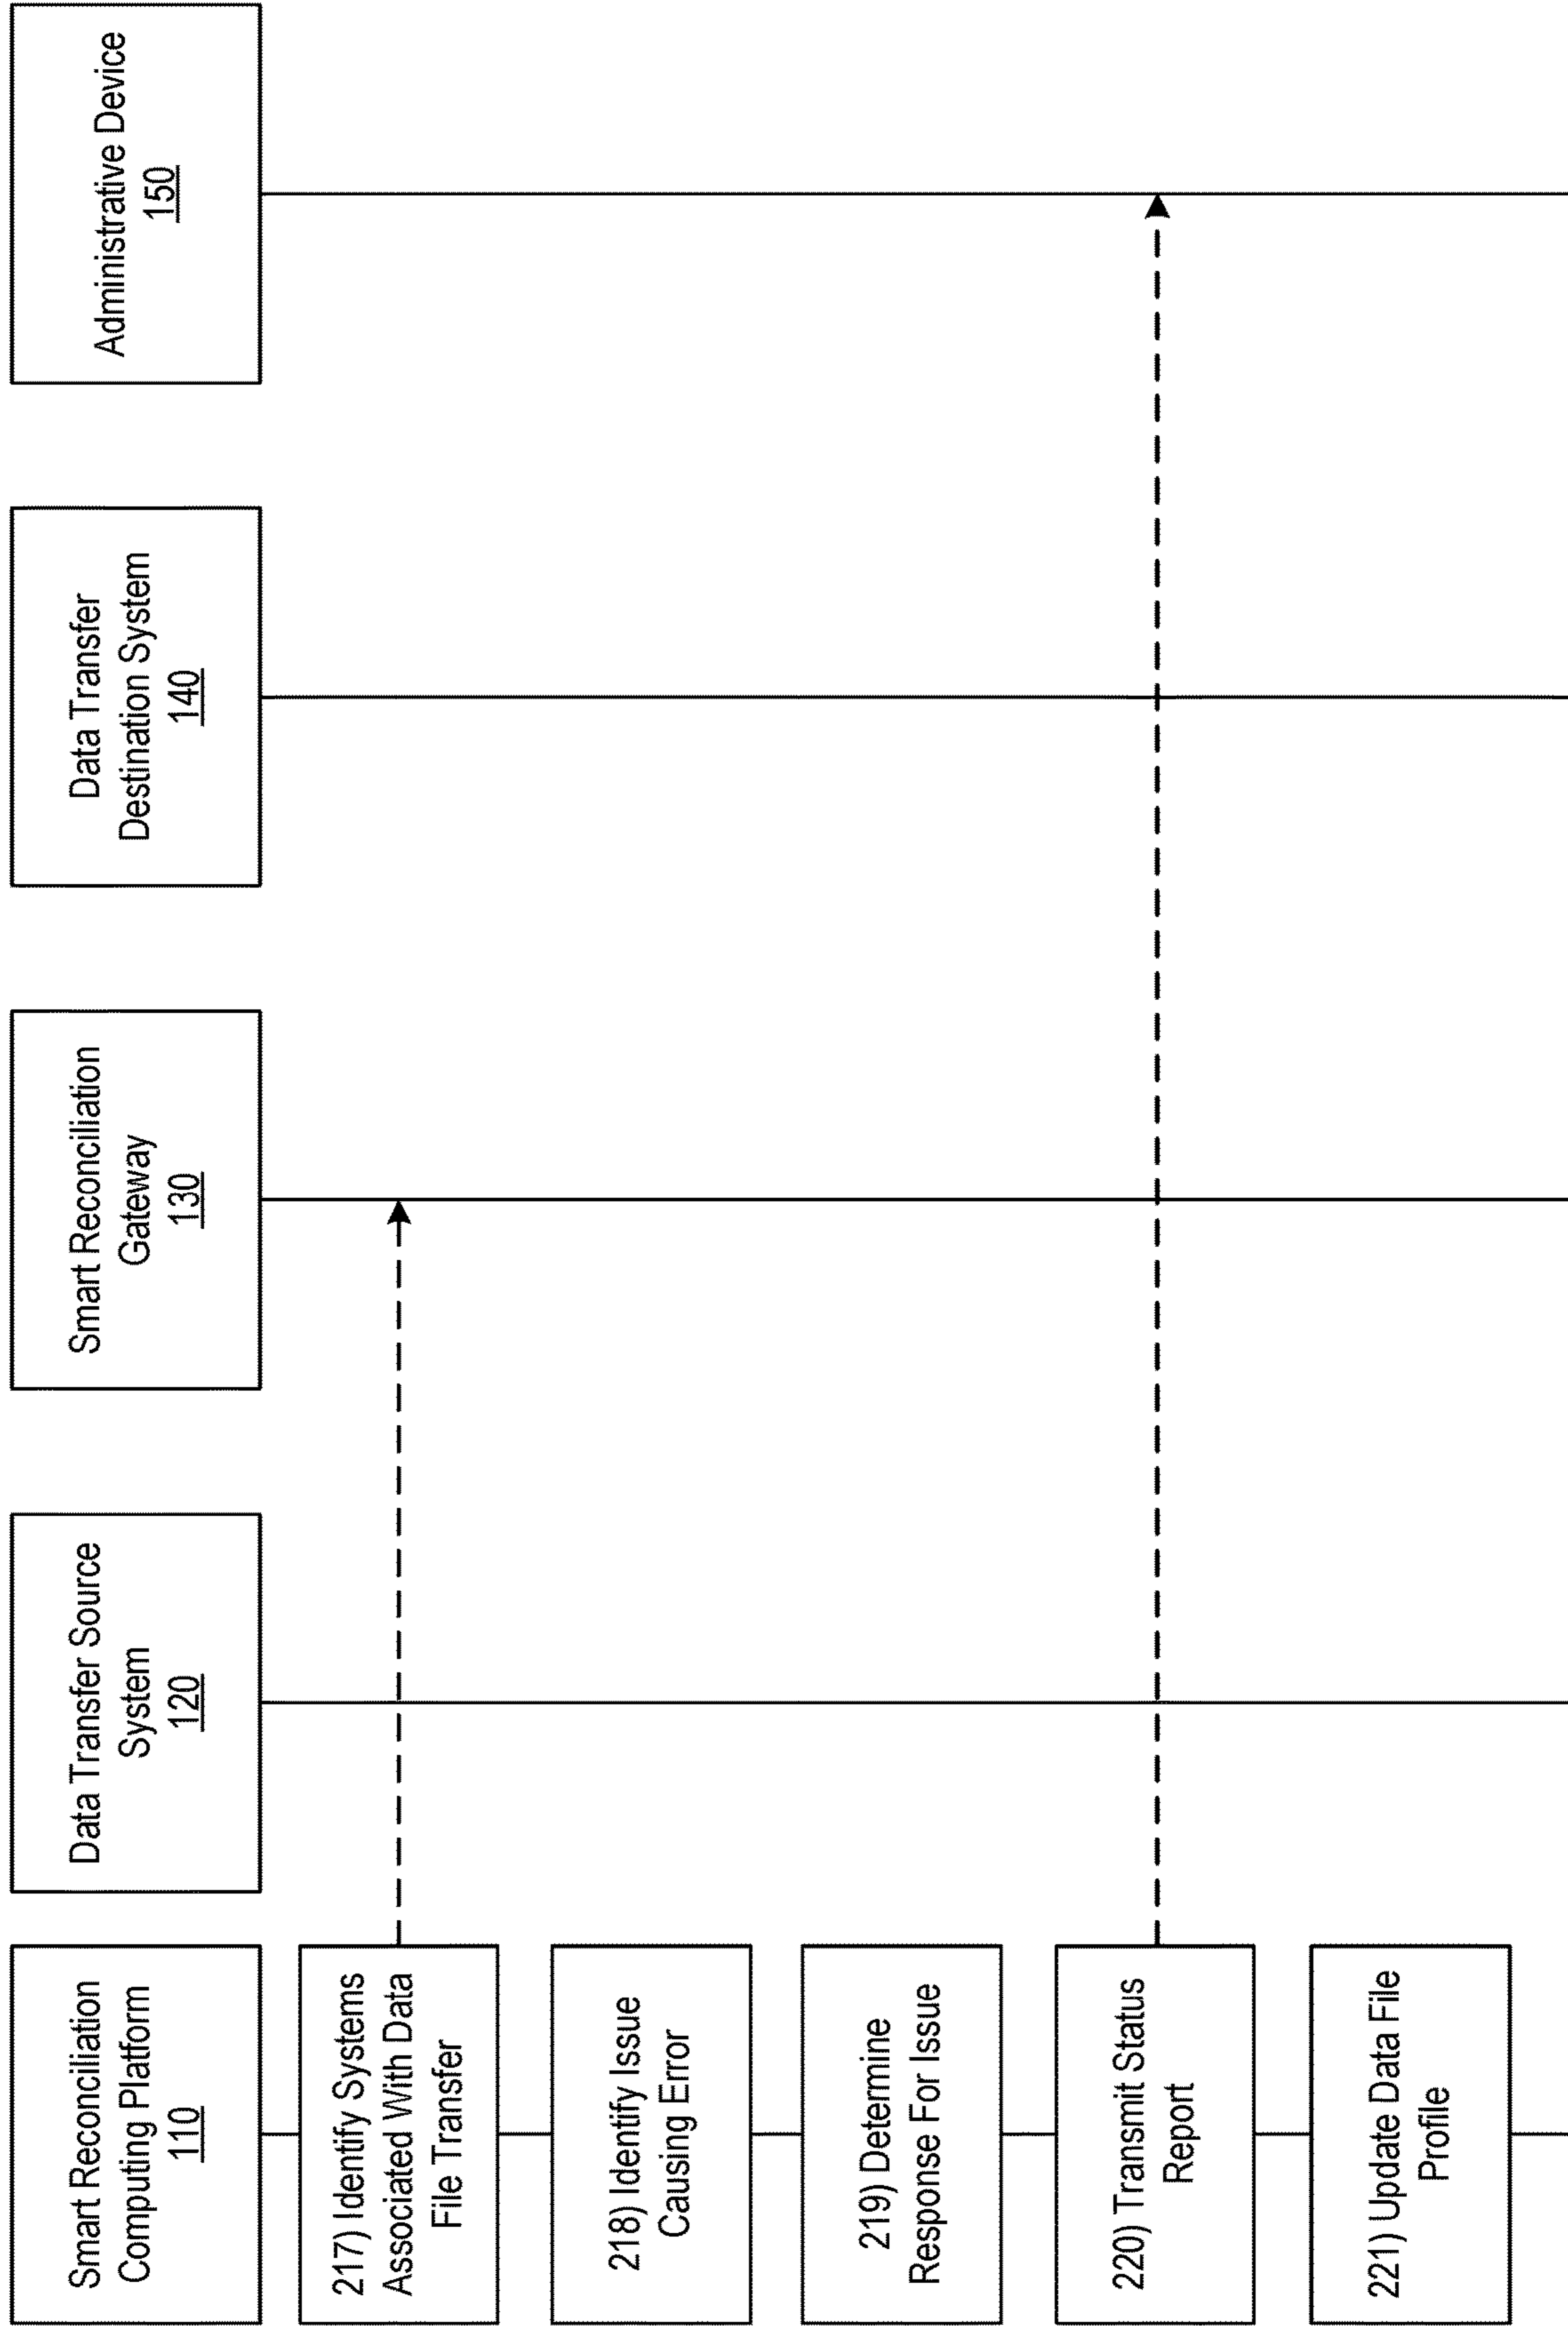 Smart Reconciliation
Computing Platform
110
Data Transfer Source
System
120
Smart Reconciliation
Gateway
130
Data Transfer
Destination System
140
Administrative Device
150
217) Identify Systems
Associated With Data
File Transfer
218) Identify Issue
Causing Error
219) Determine
Response For Issue
220) Transmit Status
Report
221) Update Data File
Profile